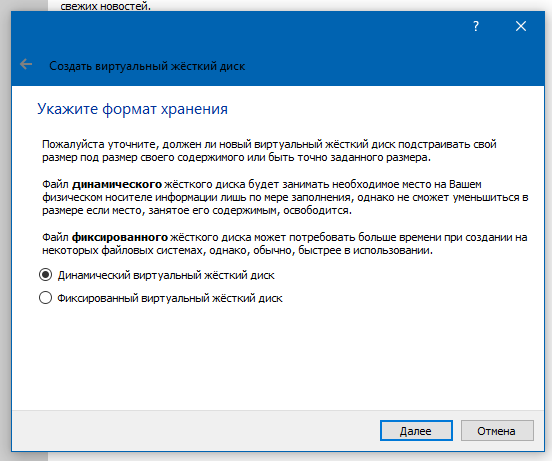 свежих новостей.
?
Создать виртуальный жёсткий диск
Укажите формат хранения
Пожалуйста уточните, должен ли новый виртуальный жёсткий диск подстраивать свой
размер под размер своего содержимого или быть точно заданного размера.
Файл динамического жёсткого диска будет занимать необходимое место на Вашем
физическом носителе информации лишь по мере заполнения, однако не сможет уменьшиться в
размере если место, занятое его содержимым, освободится.
Файл фиксированного жёсткого диска может потребовать больше времени при создании на
некоторых файловых системах, однако, обычно, быстрее в использовании.
Динамический виртуальный жёсткий диск
Фиксированный виртуальный жёсткий диск
Далее
Отмена